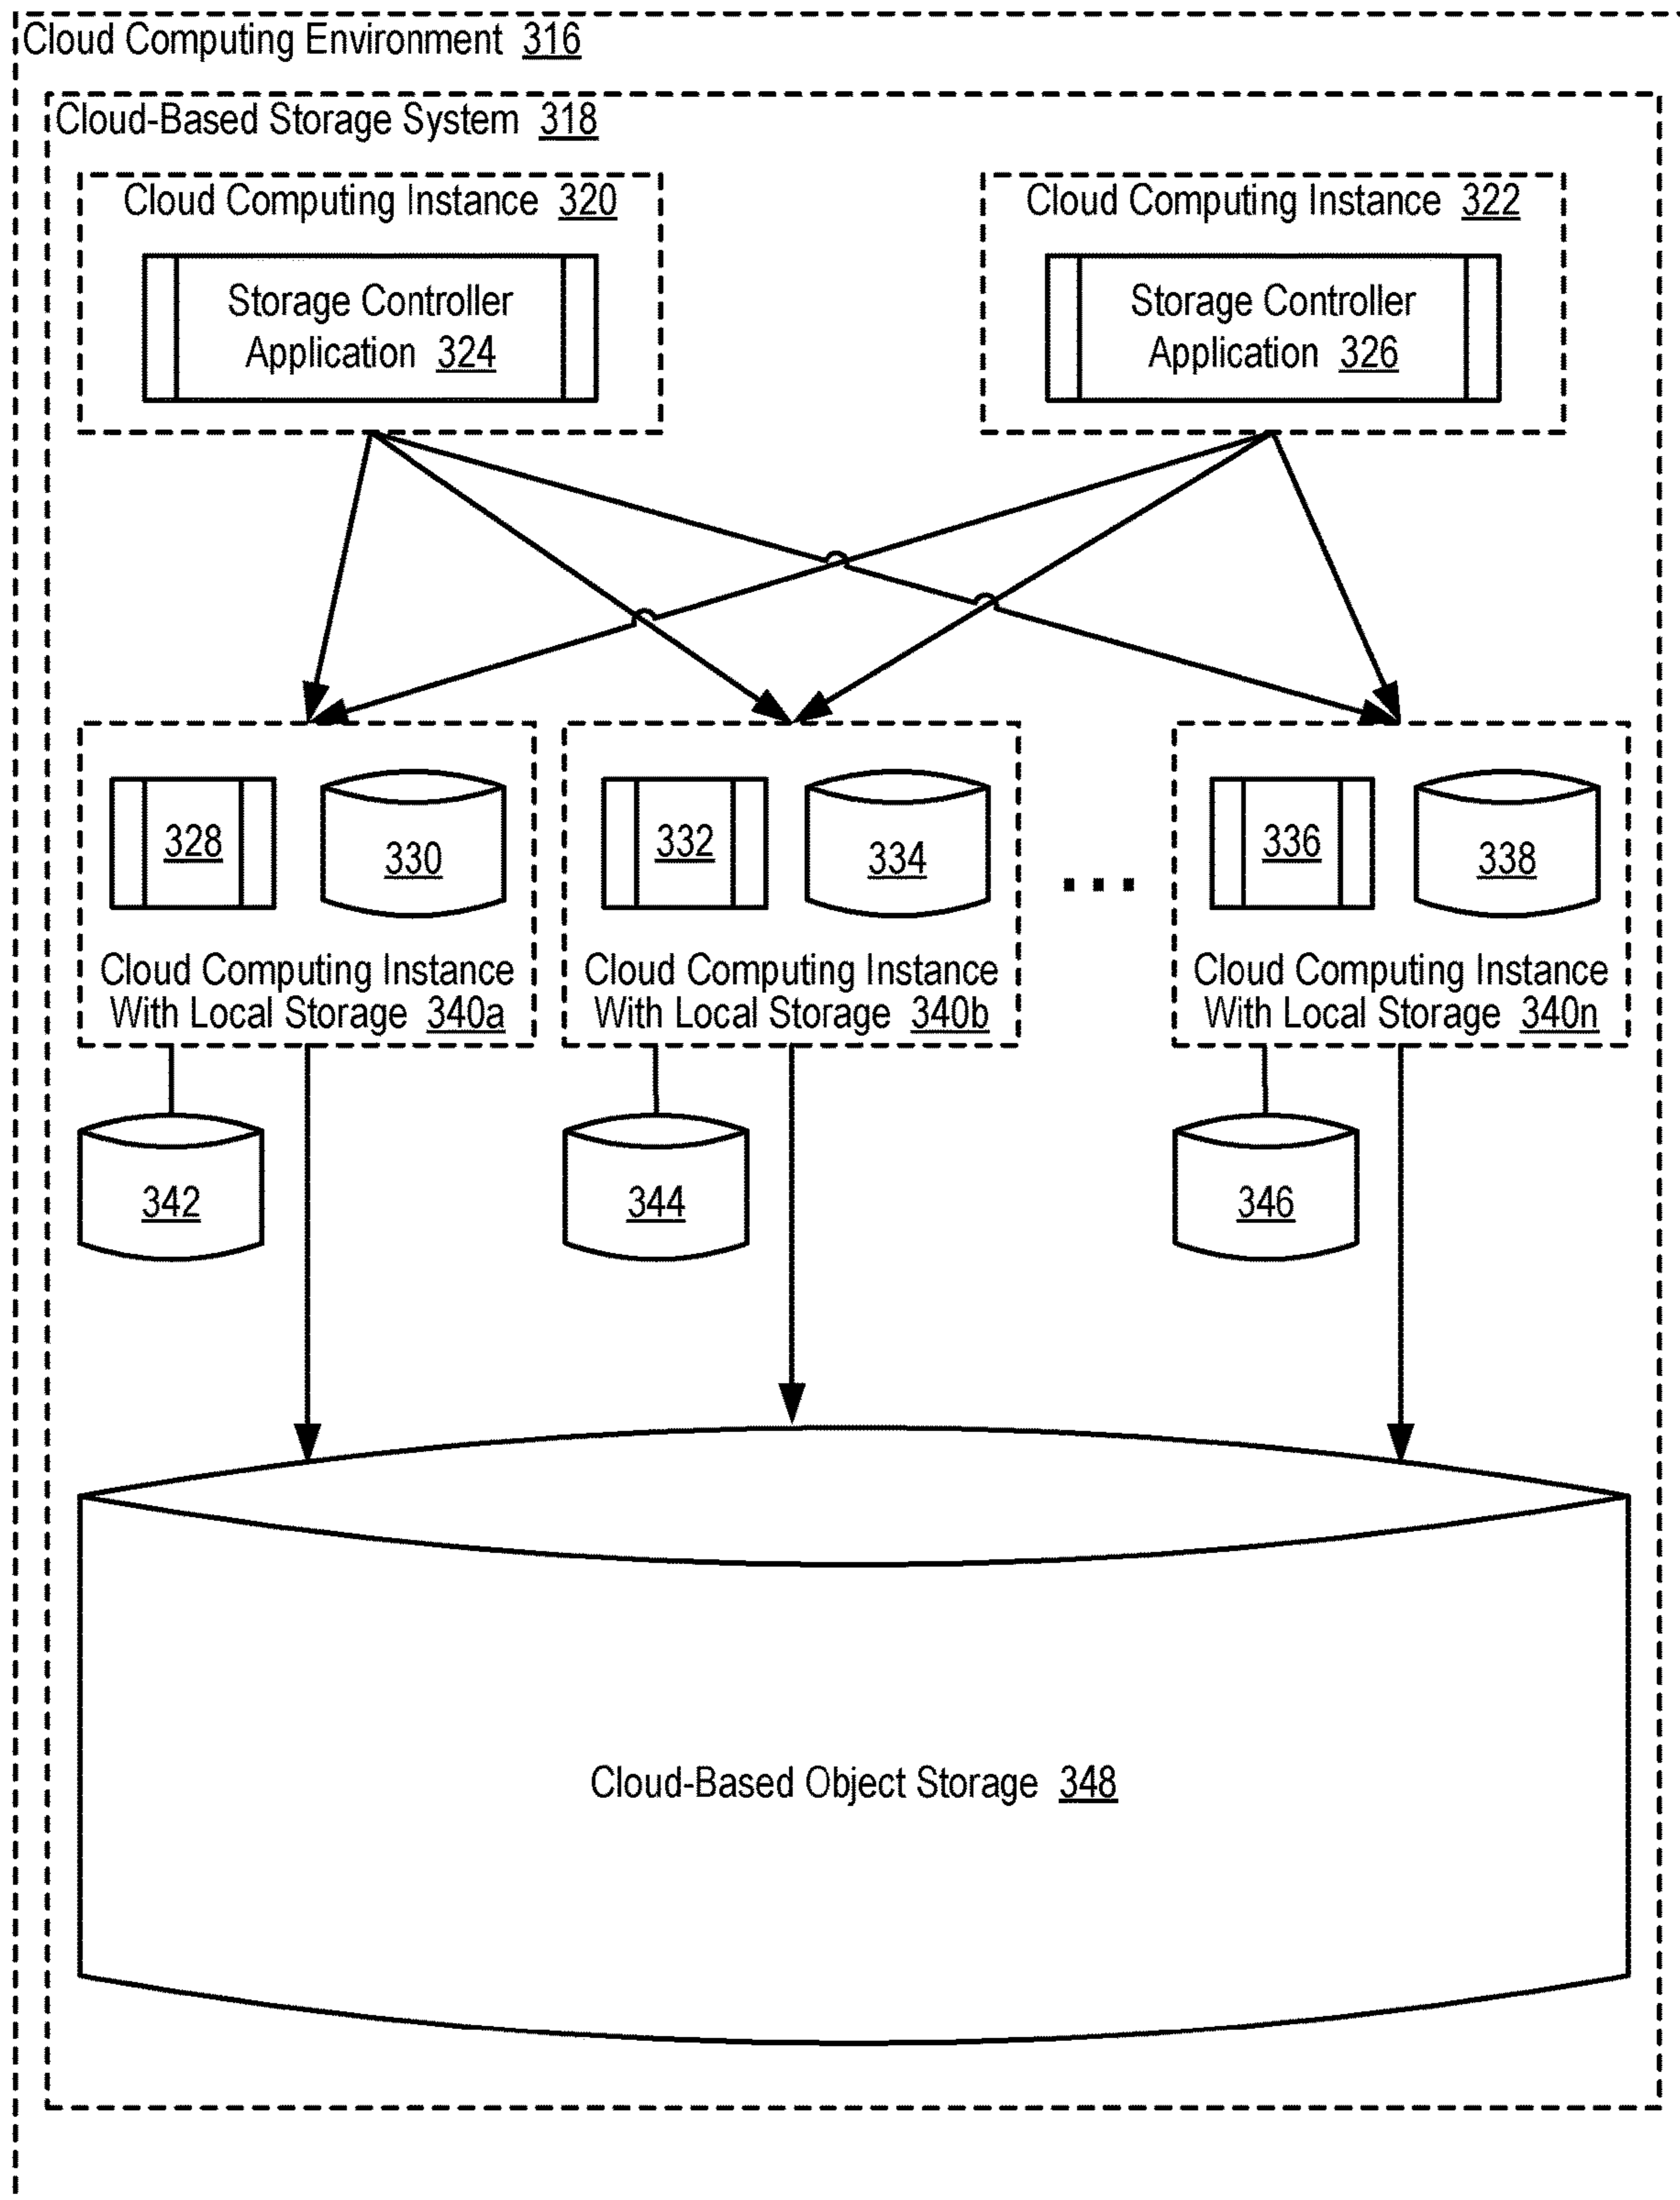 Cloud Computing Environment 316
Cloud-Based Storage System 318
Cloud Computing Instance 320
Storage Controller
Application 324
Cloud Computing Instance 322
Storage Controller
Application 326
328
330
Cloud Computing Instance
With Local Storage 340a
332
334
Cloud Computing Instance
With Local Storage 340b
...
336
338
Cloud Computing Instance
With Local Storage 340n
342
344
346
Cloud-Based Object Storage 348